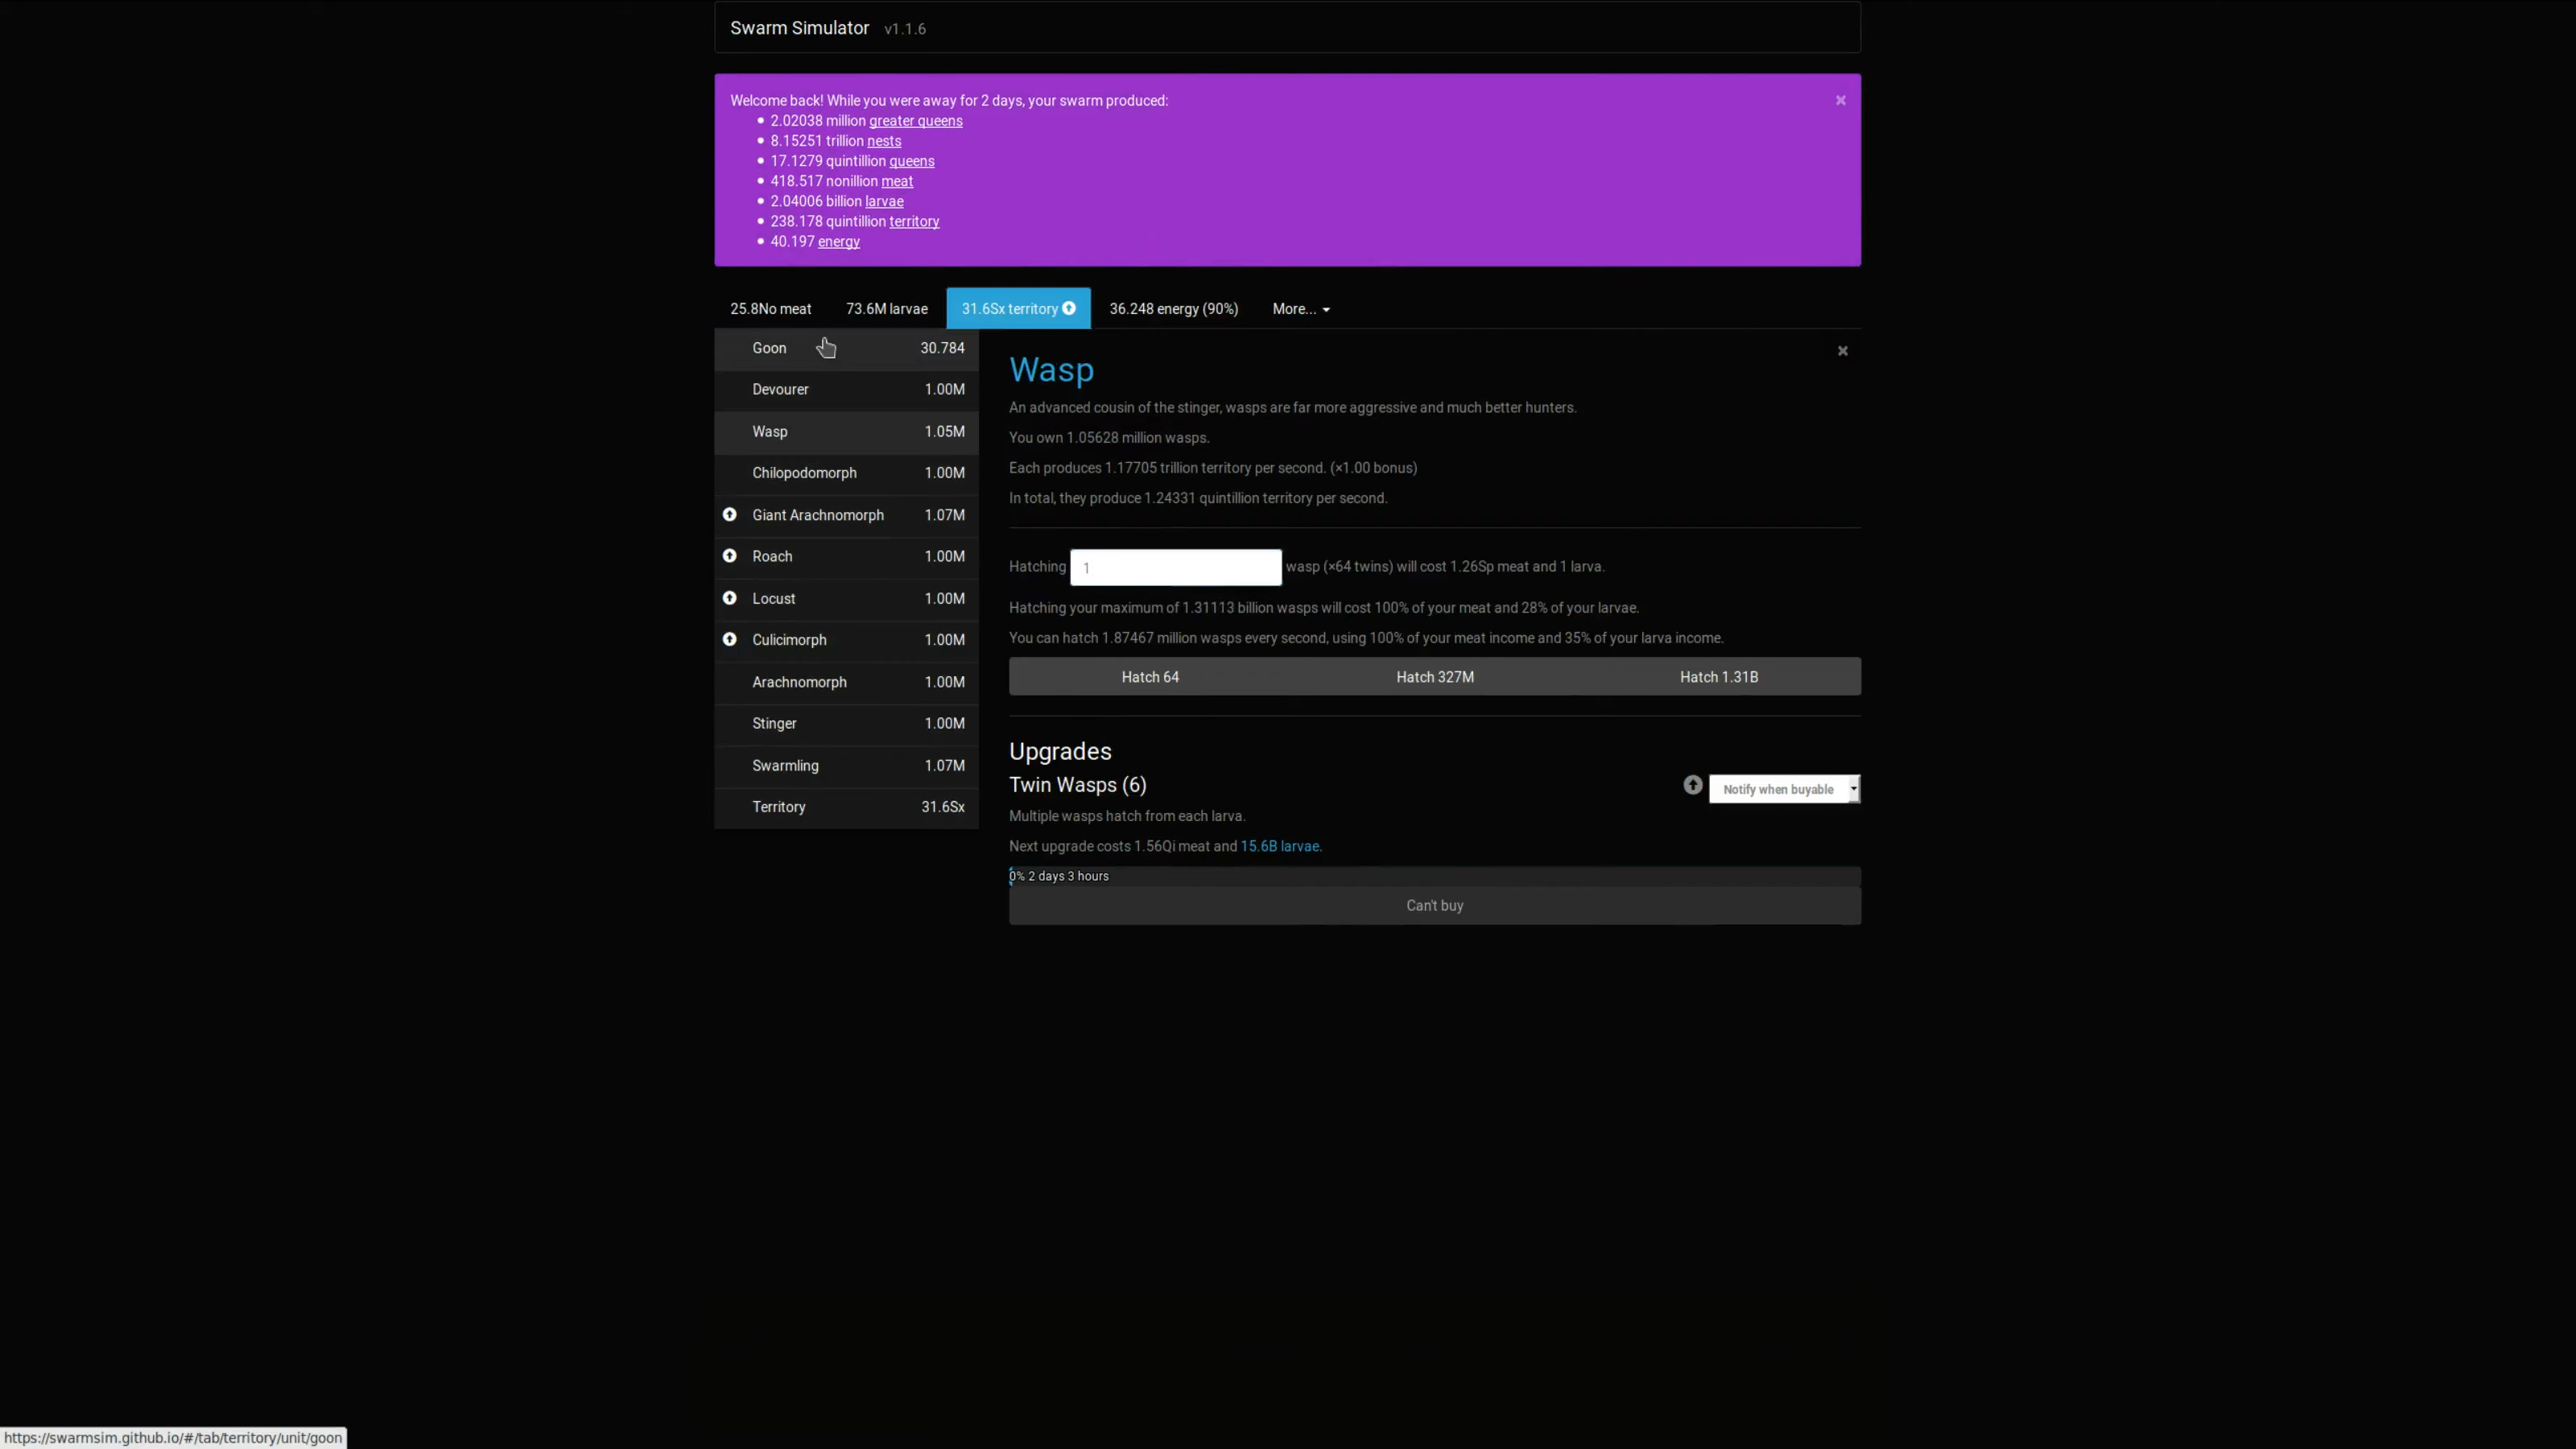 Swarm Simulator v1.1.6
Welcome back! While you were away for 2 days, your swarm produced:
2.02038 million greater queens
8.15251 trillion nests
17.1279 quintillion queens
418.517 nonillion meat
2.04006 billion larvae
238.178 quintillion territory
40.197 energy
25.8No meat 73.6M larvae 31.6Sx territory 36.248 energy (90%) More...
Goon 30.784
Devourer 1.00M
Wasp 1.05M
Chilopodomorph 1.00M
Giant Arachnomorph 1.07M
Roach 1.00M
Locust 1.00M
Culicimorph 1.00M
Arachnomorph 1.00M
Stinger 1.00M
Swarmling 1.07M
Territory 31.6Sx
Wasp
An advanced cousin of the stinger, wasps are far more aggressive and much better hunters.
You own 1.05628 million wasps.
Each produces 1.17705 trillion territory per second. (×1.00 bonus)
In total, they produce 1.24331 quintillion territory per second.
Hatching 1 wasp (×64 twins) will cost 1.26Sp meat and 1 larva.
Hatching your maximum of 1.31113 billion wasps will cost 100% of your meat and 28% of your larvae.
You can hatch 1.87467 million wasps every second, using 100% of your meat income and 35% of your larva income.
Hatch 64 Hatch 327M Hatch 1.31B
Upgrades
Twin Wasps (6) Notify when buyable
Multiple wasps hatch from each larva.
Next upgrade costs 1.56Qi meat and 15.6B larvae.
0% 2 days 3 hours
Can't buy
https://swarmsim.github.io/#/tab/territory/unit/goon